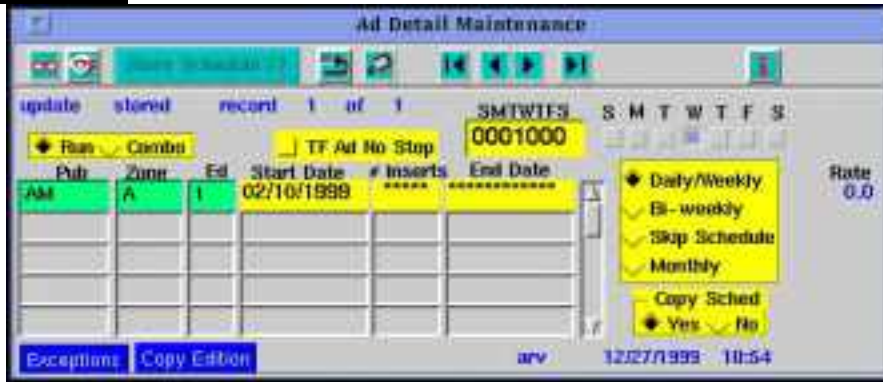 Ad Detail Maintenance
update stored record 1 of 1
SMTWTFS
S M T W T F S
0001000
Run Combo
TF Ad No Stop
Pub Zone Ed Start Date # Inserts End Date
AM A 1 02/10/1999 ***** ************
Daily/Weekly
Bi-weekly
Skip Schedule
Monthly
Rate
0.0
Copy Sched
Yes No
Exceptions Copy Edition arv 12/27/1999 10:54